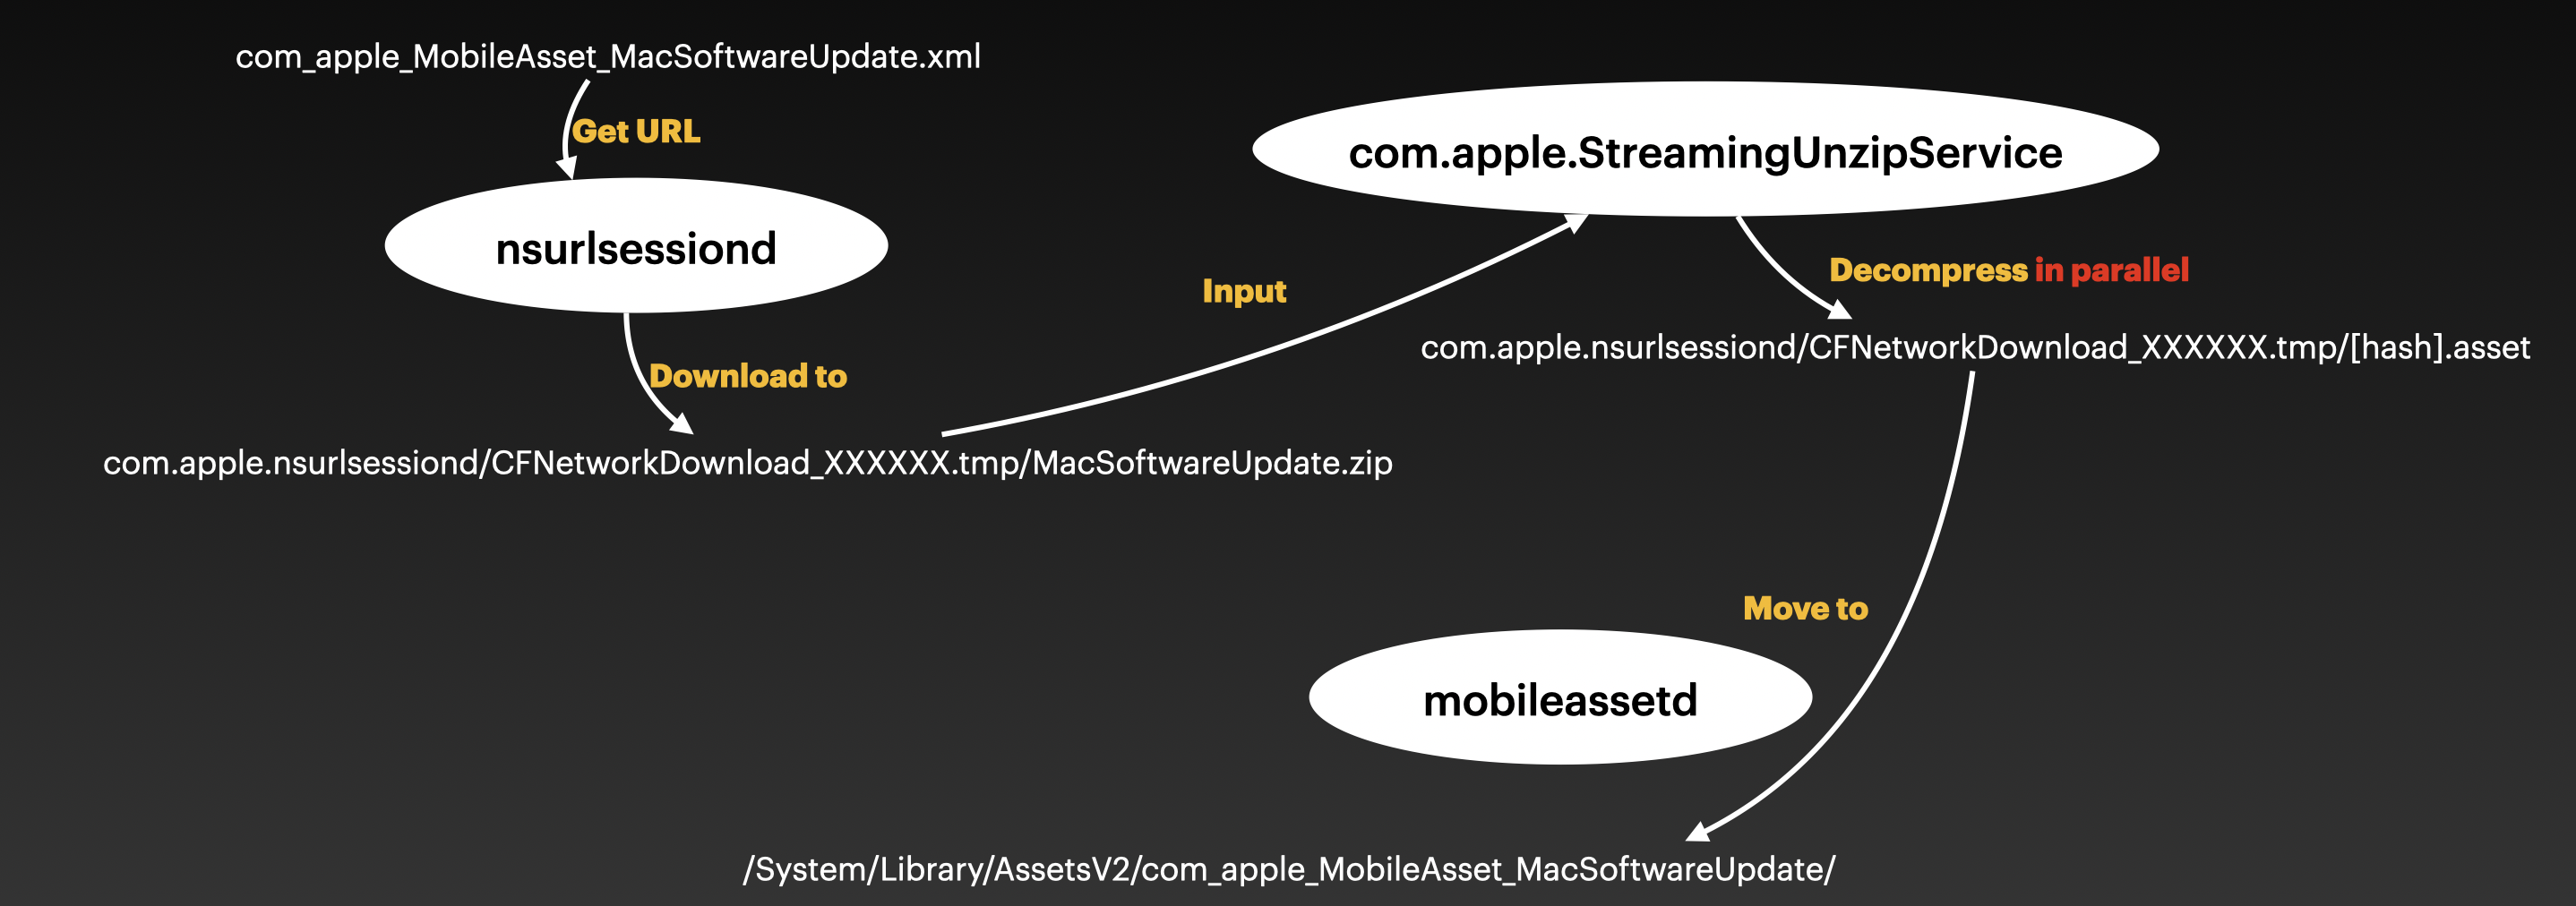 com_apple_MobileAsset_MacSoftwareUpdate.xml
Get URL
nsurlsessiond
Download to
com.apple.nsurlsessiond/CFNetworkDownload_XXXXXX.tmp/MacSoftwareUpdate.zip
Input
com.apple.StreamingUnzipService
Decompress in parallel
com.apple.nsurlsessiond/CFNetworkDownload_XXXXXX.tmp/[hash].asset
Move to
mobileassetd
/System/Library/AssetsV2/com_apple_MobileAsset_MacSoftwareUpdate/